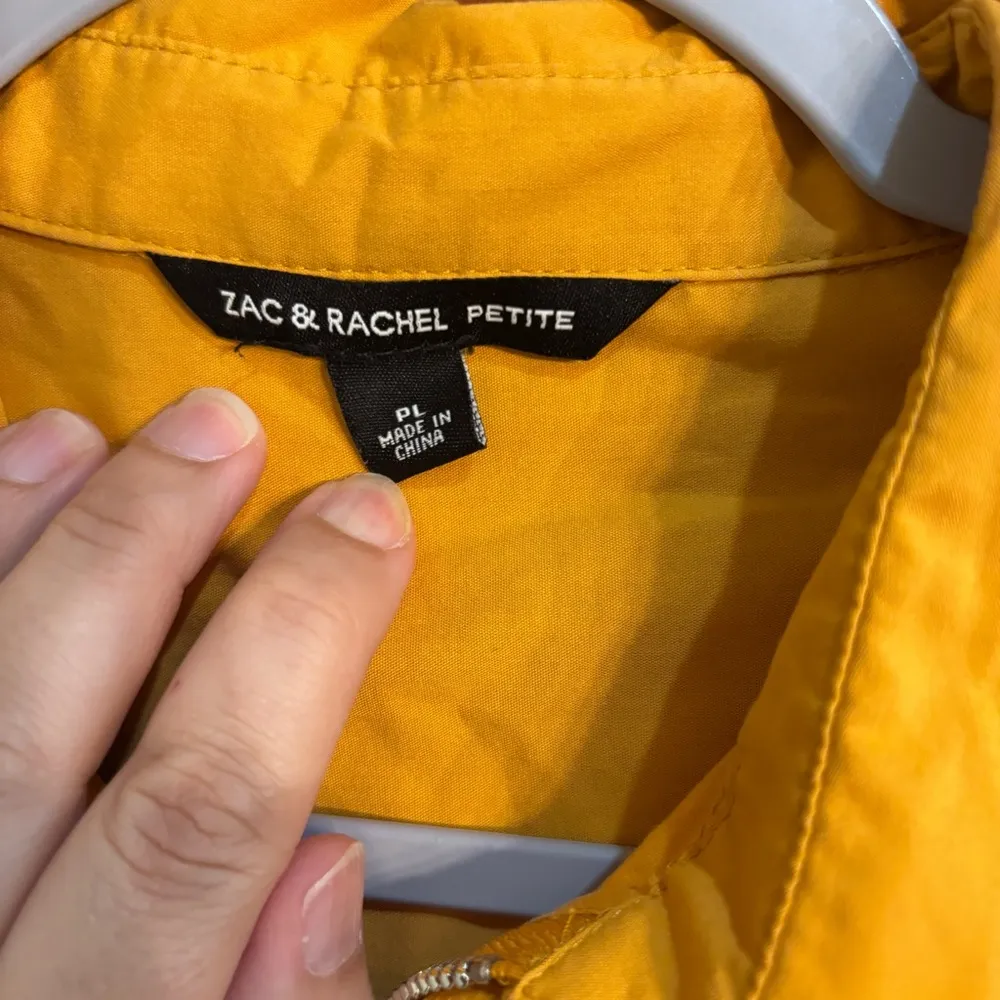 ZAC & RACHEL PETITE
PL
MADE IN
CHINA